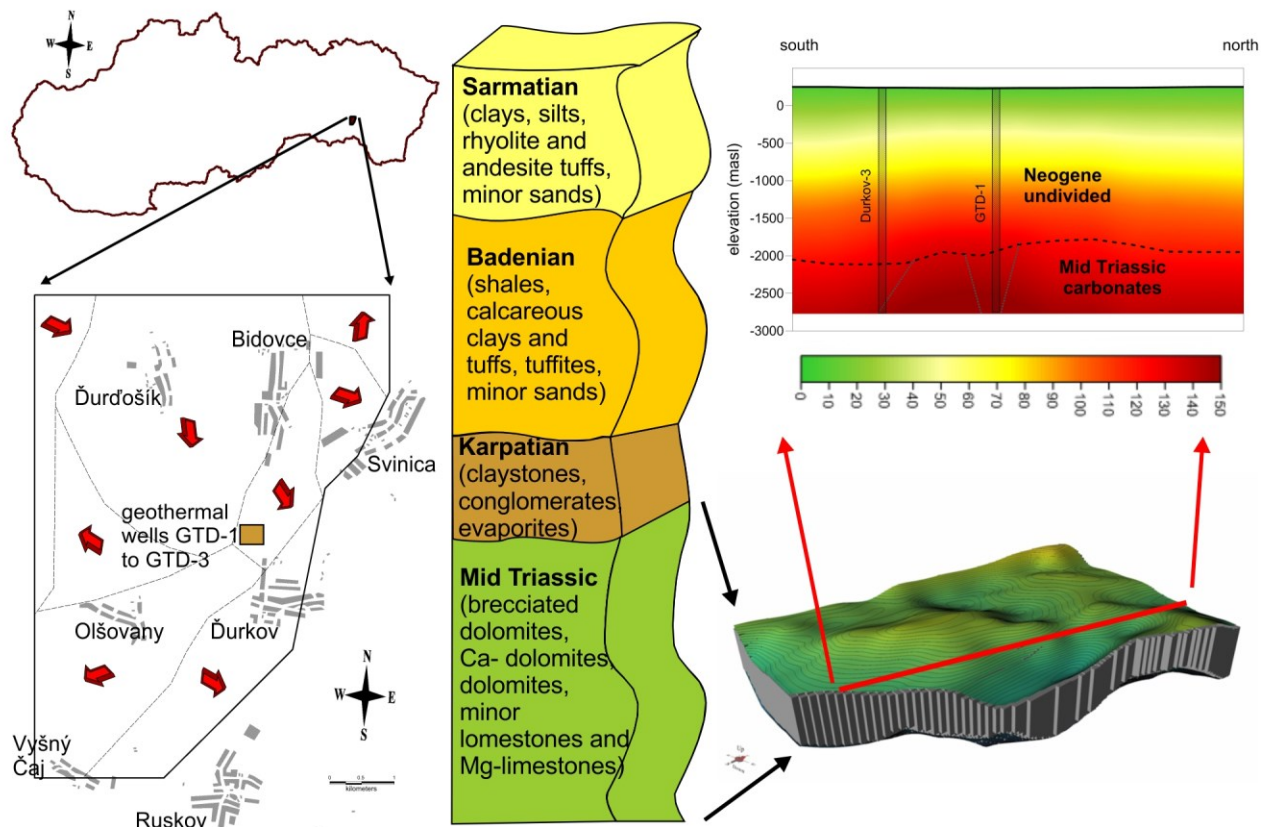 N
W E
S
Bidovce
Ďurďošík
Svinica
geothermal
wells GTD-1
to GTD-3
Olšovany
Ďurkov
N
W E
S
Vyšný
Čaj
Ruskov
0 0.5 1
kilometers
Sarmatian
(clays, silts,
rhyolite and
andesite tuffs,
minor sands)
Badenian
(shales,
calcareous
clays and
tuffs, tuffites,
minor sands)
Karpatian
(claystones,
conglomerates,
evaporites)
Mid Triassic
(brecciated
dolomites,
Ca- dolomites,
dolomites,
minor
lomestones and
Mg-limestones)
south
north
elevation (masl)
0
-500
-1000
-1500
-2000
-2500
-3000
Durkov-3
GTD-1
Neogene
undivided
Mid Triassic
carbonates
0 10 20 30 40 50 60 70 80 90 100 110 120 130 140 150